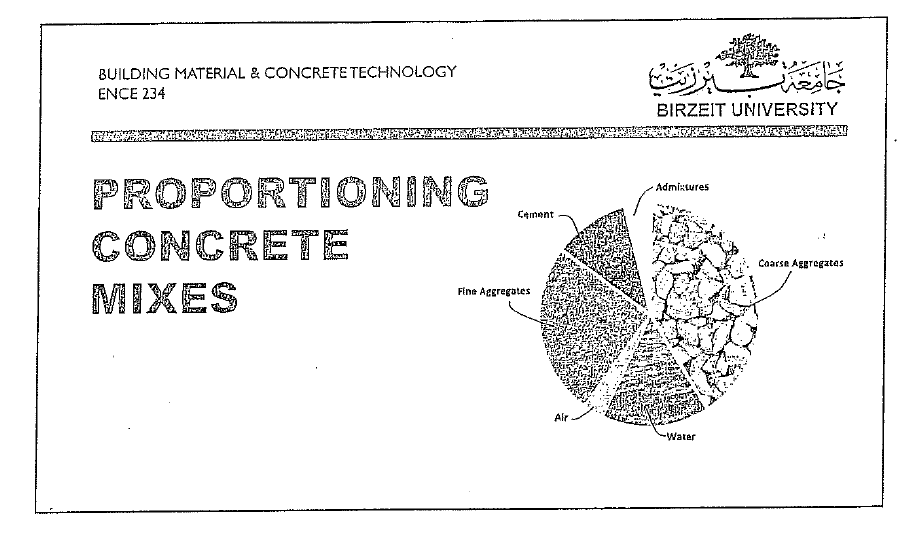 BUILDING MATERIAL & CONCRETE TECHNOLOGY
ENCE 234
جامعة بيرزيت
BIRZEIT UNIVERSITY
PROPORTIONING
CONCRETE
MIXES
Admixtures
Cement
Coarse Aggregates
Fine Aggregates
Air
Water